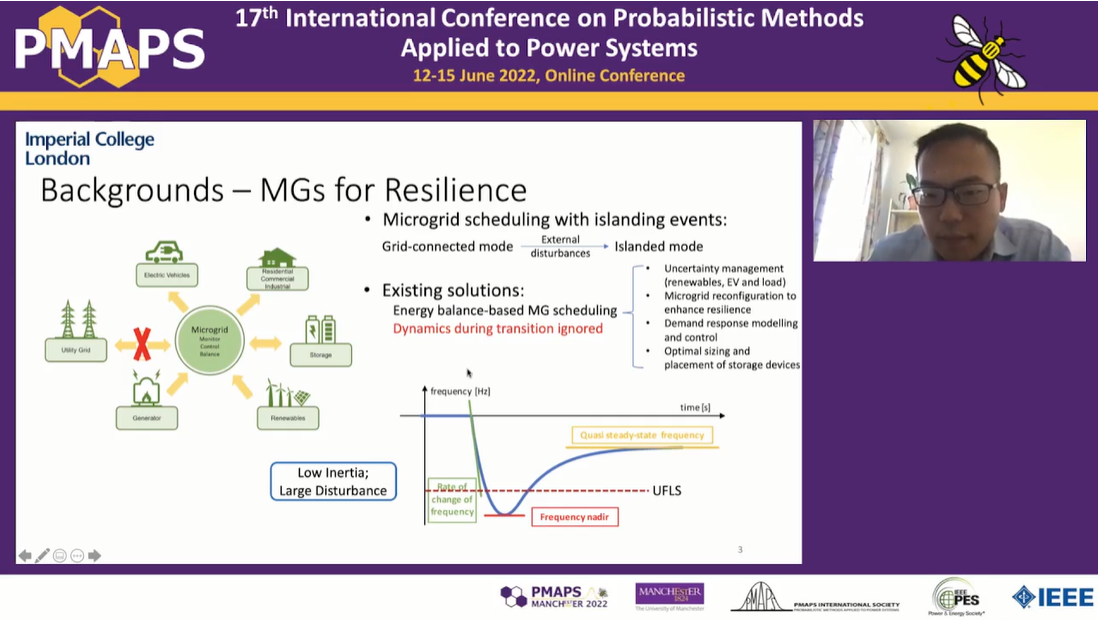 PMAPS
17th International Conference on Probabilistic Methods
Applied to Power Systems
12-15 June 2022, Online Conference
Imperial College
London
Backgrounds – MGs for Resilience
• Microgrid scheduling with islanding events:
Grid-connected mode
External
disturbances
Islanded mode
• Existing solutions:
Energy balance-based MG scheduling
Dynamics during transition ignored
• Uncertainty management
(renewables, EV and load)
• Microgrid reconfiguration to
enhance resilience
• Demand response modelling
and control
• Optimal sizing and
placement of storage devices
Electric Vehicles
Residential
Commercial
Industrial
Utility Grid
Microgrid
Monitor
Control
Balance
Storage
Generator
Renewables
Low Inertia;
Large Disturbance
frequency [Hz]
time [s]
Quasi steady-state frequency
Rate of
change of
frequency
UFLS
Frequency nadir
3
PMAPS
MANCHESTER 2022
MANCHESTER
1824
The University of Manchester
PMAPS
PMAPS INTERNATIONAL SOCIETY
PROBABILISTIC METHODS APPLIED TO POWER SYSTEMS
IEEE
PES
Power & Energy Society®
IEEE